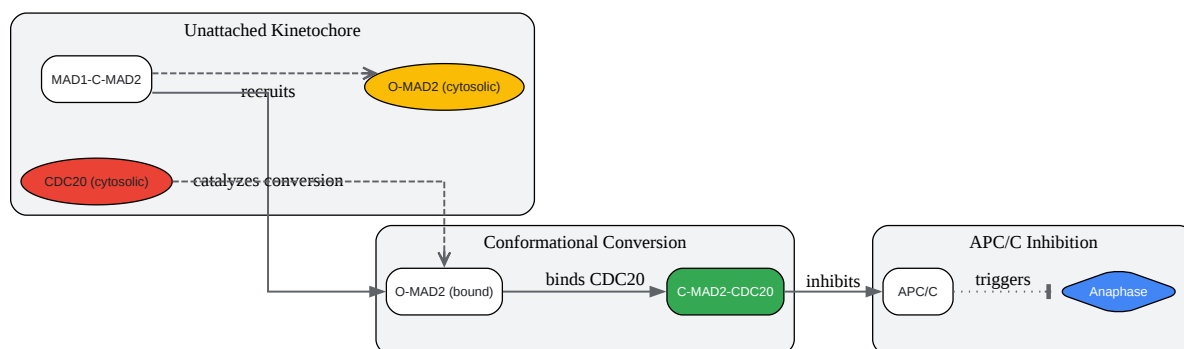 Unattached Kinetochore
MAD1-C-MAD2
O-MAD2 (cytosolic)
recruits
CDC20 (cytosolic)
catalyzes conversion
Conformational Conversion
O-MAD2 (bound)
binds CDC20
C-MAD2-CDC20
inhibits
APC/C Inhibition
APC/C
triggers
Anaphase